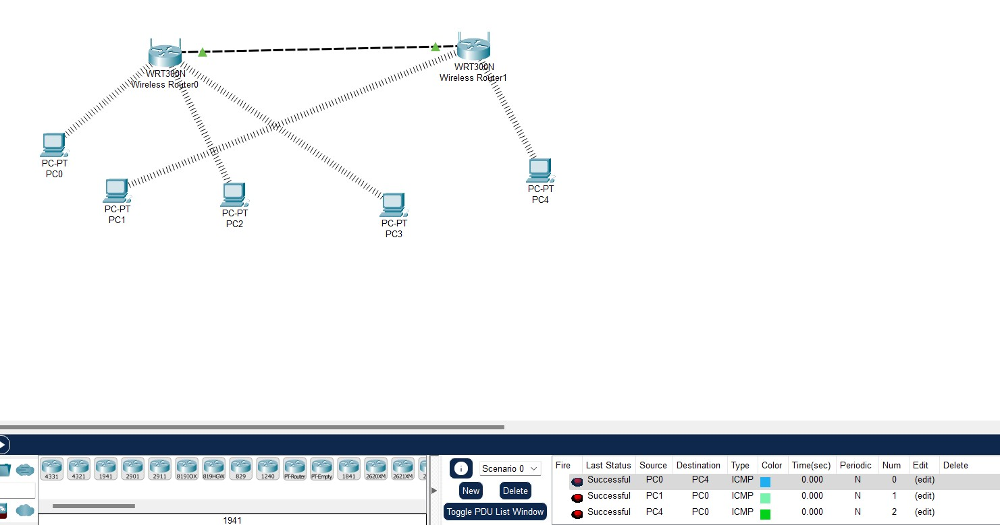 WRT300N
Wireless Router0
WRT300N
Wireless Router1
PC-PT
PC0
PC-PT
PC1
PC-PT
PC2
PC-PT
PC3
PC-PT
PC4
4331
4321
1941
2901
2911
819IOX
819HGW
829
1240
PT-Router
PT-Empty
1841
2620XM
2621XM
1941
Scenario 0
New
Delete
Toggle PDU List Window
Fire Last Status Source Destination Type Color Time(sec) Periodic Num Edit Delete
Successful PC0 PC4 ICMP 0.000 N 0 (edit)
Successful PC1 PC0 ICMP 0.000 N 1 (edit)
Successful PC4 PC0 ICMP 0.000 N 2 (edit)